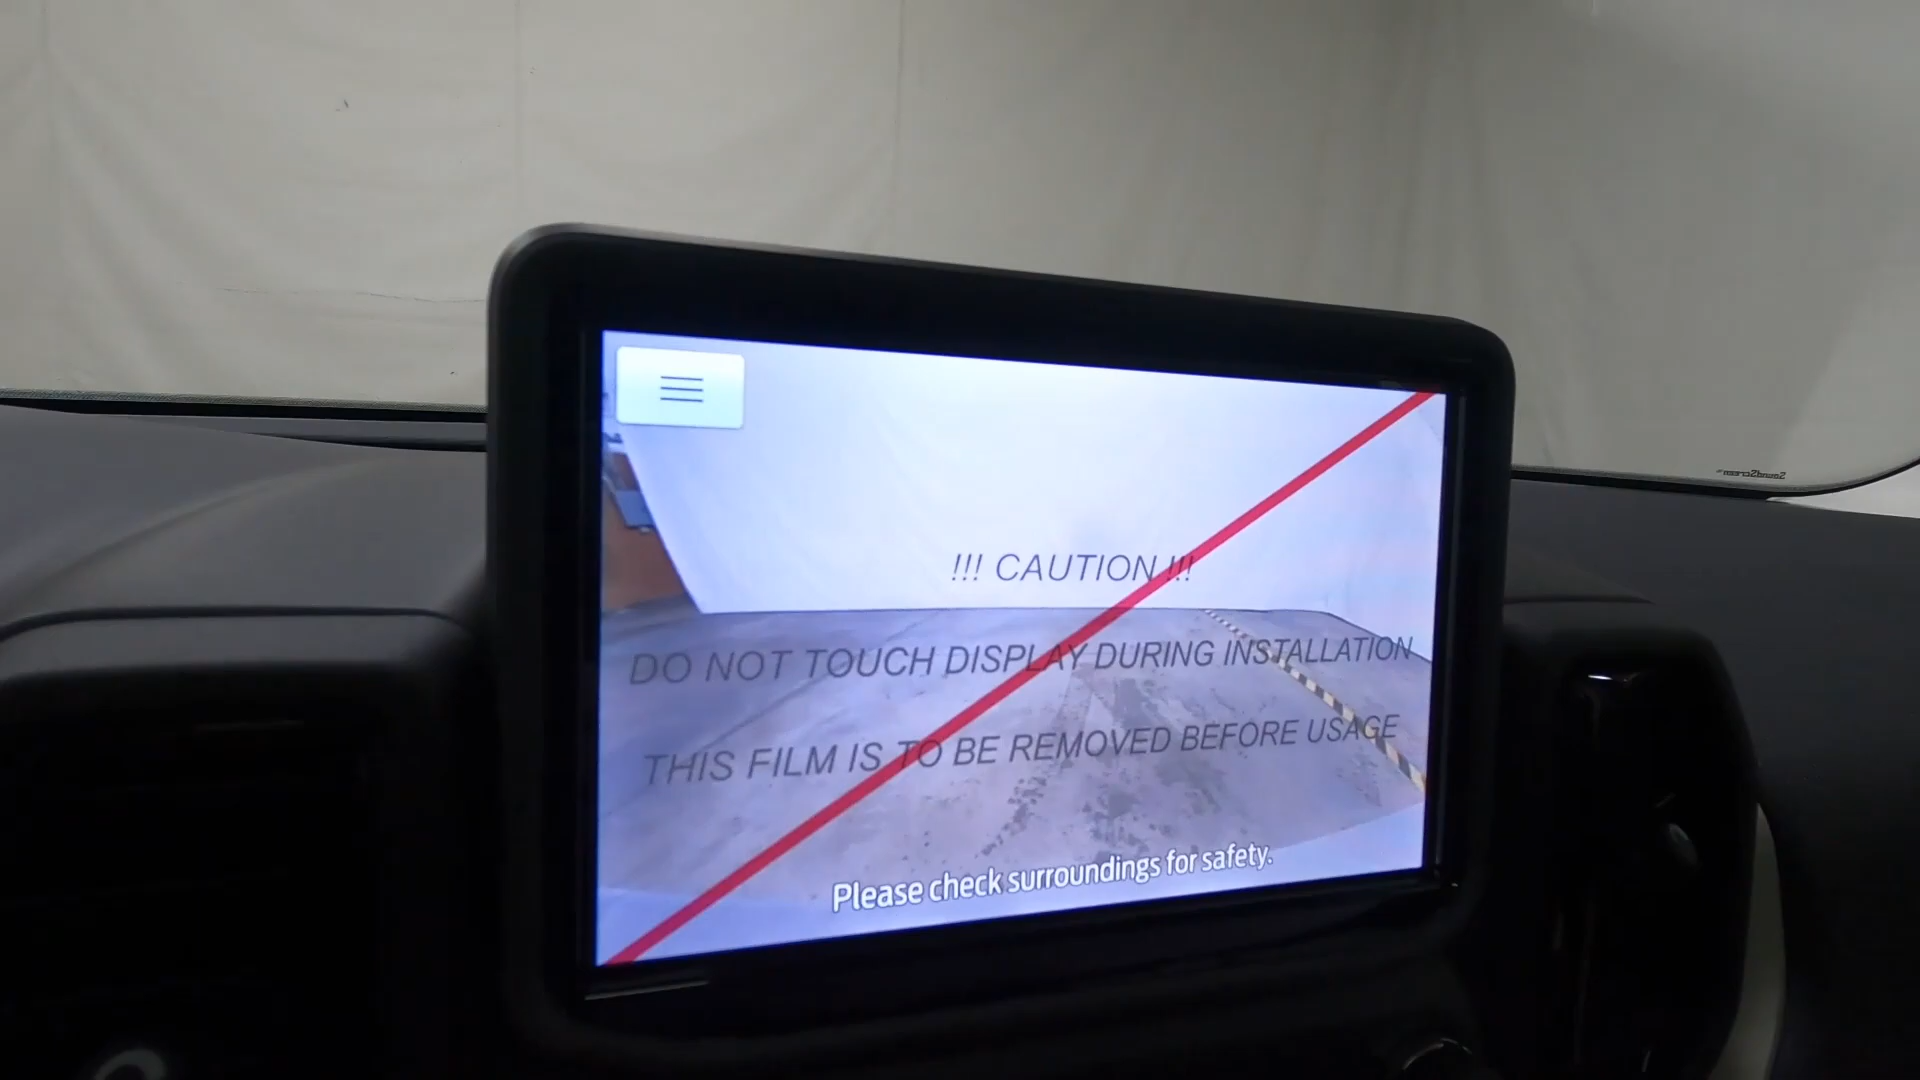 !!! CAUTION !!!
DO NOT TOUCH DISPLAY DURING INSTALLATION
THIS FILM IS TO BE REMOVED BEFORE USAGE
Please check surroundings for safety.